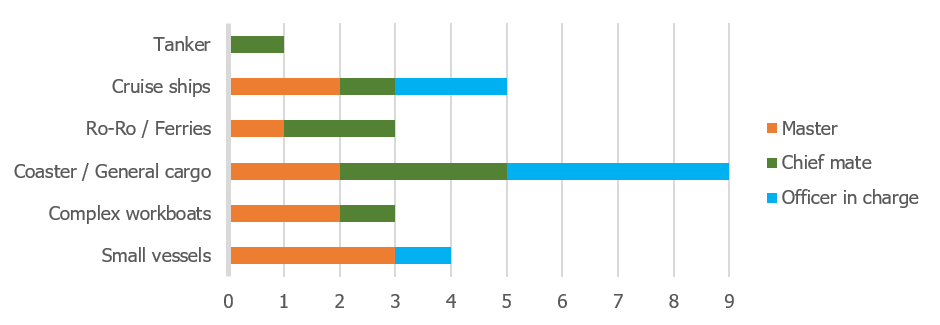 Tanker
Cruise ships
Ro-Ro / Ferries
Coaster / General cargo
Complex workboats
Small vessels
0 1 2 3 4 5 6 7 8 9
Master
Chief mate
Officer in charge